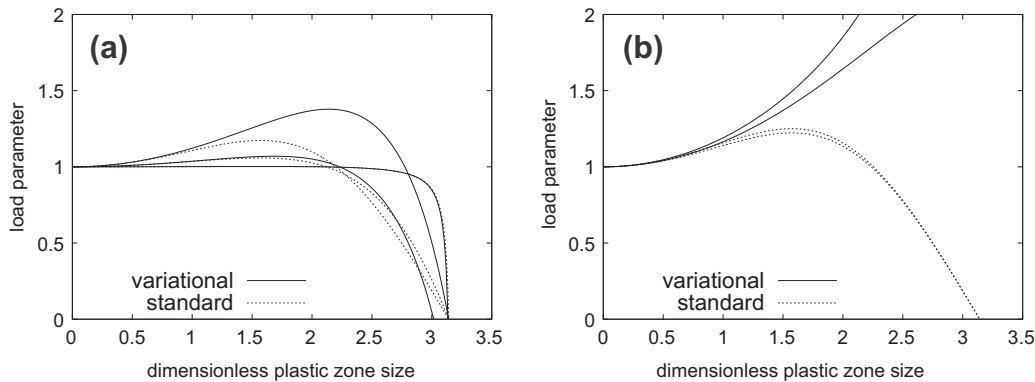 (a)
2
1.5
1
0.5
0
load parameter
variational
standard
0 0.5 1 1.5 2 2.5 3 3.5
dimensionless plastic zone size
(b)
2
1.5
1
0.5
0
load parameter
variational
standard
0 0.5 1 1.5 2 2.5 3 3.5
dimensionless plastic zone size